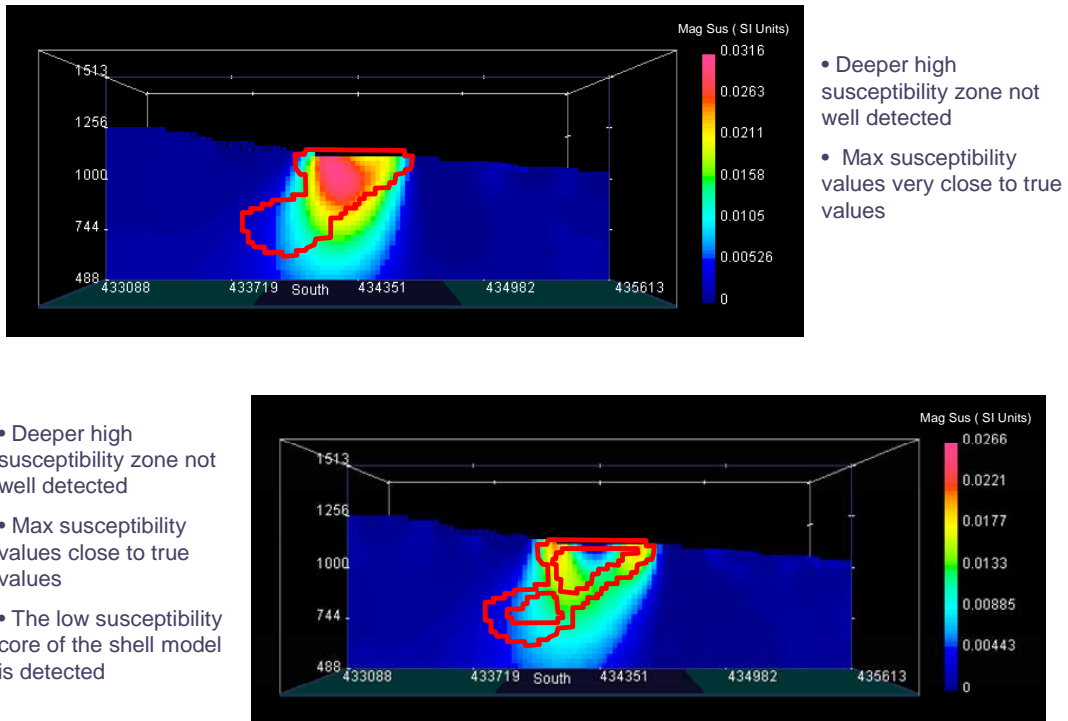 Mag Sus ( SI Units)
0.0316
0.0263
0.0211
0.0158
0.0105
0.00526
0
1513
1256
1000
744
488
433088
433719
South
434351
434982
435613
• Deeper high
susceptibility zone not
well detected
• Max susceptibility
values very close to true
values
• Deeper high
susceptibility zone not
well detected
• Max susceptibility
values close to true
values
• The low susceptibility
core of the shell model
is detected
Mag Sus ( SI Units)
0.0266
0.0221
0.0177
0.0133
0.00885
0.00443
0
1513
1256
1000
744
488
433088
433719
South
434351
434982
435613